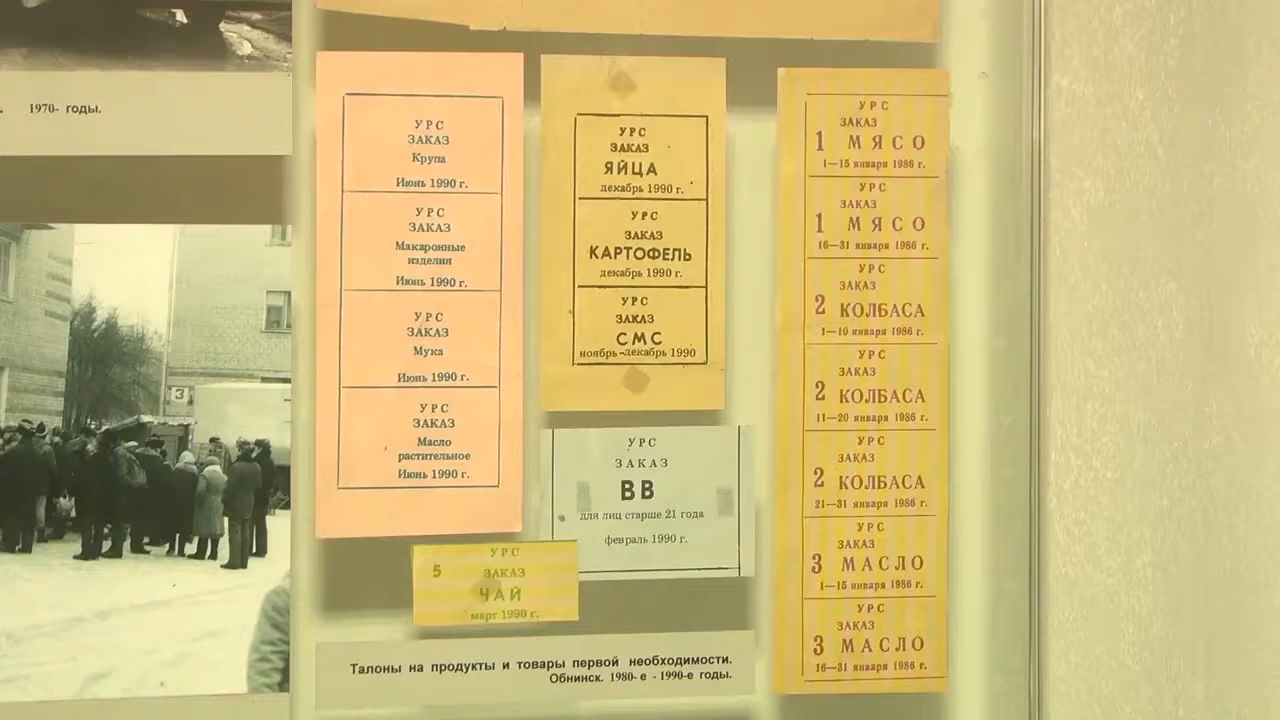 1970- годы.
3
УРС
ЗАКАЗ
Крупа
Июнь 1990 г.
УРС
ЗАКАЗ
Макаронные
изделия
Июнь 1990 г.
УРС
ЗАКАЗ
Мука
Июнь 1990 г.
УРС
ЗАКАЗ
Масло
растительное
Июнь 1990 г.
УРС
ЗАКАЗ
ЯЙЦА
декабрь 1990 г.
УРС
ЗАКАЗ
КАРТОФЕЛЬ
декабрь 1990 г.
УРС
ЗАКАЗ
СМС
ноябрь-декабрь 1990
УРС
ЗАКАЗ
ВВ
для лиц старше 21 года
февраль 1990 г.
УРС
5 ЗАКАЗ
ЧАЙ
март 1990 г.
УРС
ЗАКАЗ
1 МЯСО
1—15 января 1986 г.
УРС
ЗАКАЗ
1 МЯСО
16—31 января 1986 г.
УРС
ЗАКАЗ
2 КОЛБАСА
1—10 января 1986 г.
УРС
ЗАКАЗ
2 КОЛБАСА
11—20 января 1986 г.
УРС
ЗАКАЗ
2 КОЛБАСА
21—31 января 1986 г.
УРС
ЗАКАЗ
3 МАСЛО
1—15 января 1986 г.
УРС
ЗАКАЗ
3 МАСЛО
16—31 января 1986 г.
Талоны на продукты и товары первой необходимости.
Обнинск. 1980-е - 1990-е годы.